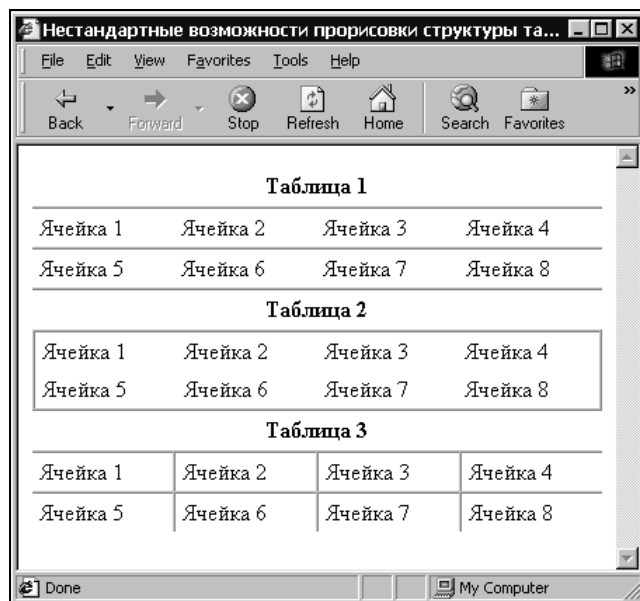 Нестандартные возможности прорисовки структуры та...
File Edit View Favorites Tools Help
Back Forward Stop Refresh Home Search Favorites »
Таблица 1
Ячейка 1 Ячейка 2 Ячейка 3 Ячейка 4
Ячейка 5 Ячейка 6 Ячейка 7 Ячейка 8
Таблица 2
Ячейка 1 Ячейка 2 Ячейка 3 Ячейка 4
Ячейка 5 Ячейка 6 Ячейка 7 Ячейка 8
Таблица 3
Ячейка 1 Ячейка 2 Ячейка 3 Ячейка 4
Ячейка 5 Ячейка 6 Ячейка 7 Ячейка 8
Done My Computer